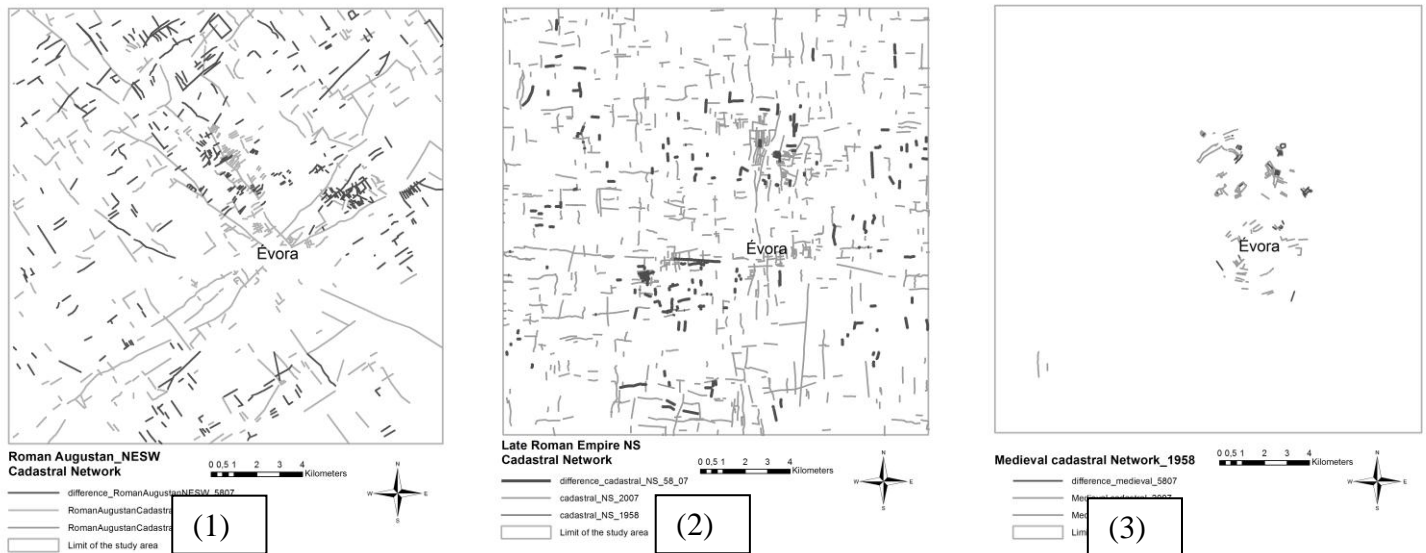 Évora
Roman Augustan_NESW
Cadastral Network
0 0,5 1 2 3 4
Kilometers
N
W E
S
difference_RomanAugustanNESW_5807
RomanAugustanCadastra
RomanAugustanCadastra
Limit of the study area
(1)
Évora
Late Roman Empire NS
Cadastral Network
0 0,5 1 2 3 4
Kilometers
N
W E
S
difference_cadastral_NS_58_07
cadastral_NS_2007
cadastral_NS_1958
Limit of the study area
(2)
Évora
Medieval cadastral Network_1958
0 0,5 1 2 3 4
Kilometers
N
W E
S
difference_medieval_5807
(3)